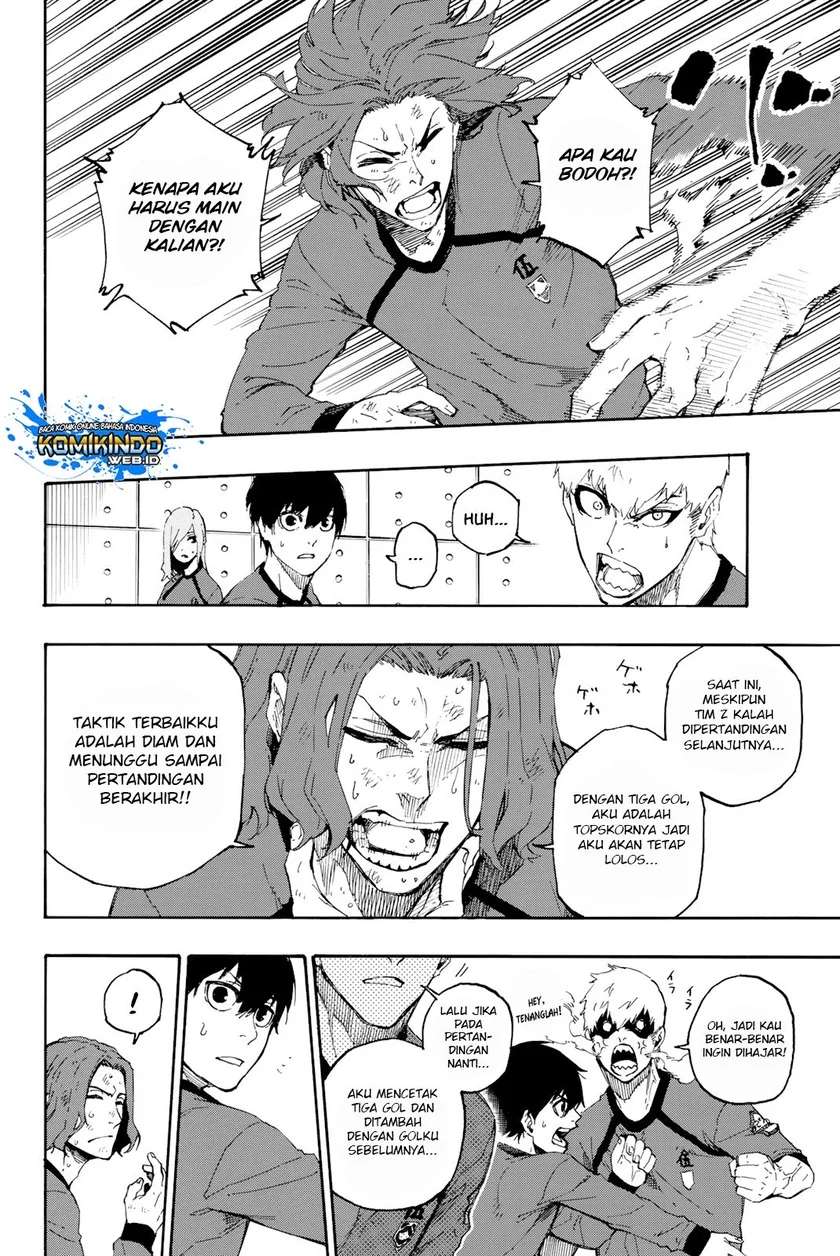 APA KAU
BODOH?!
KENAPA AKU
HARUS MAIN
DENGAN
KALIAN?!
伍
BACA KOMIK ONLINE BAHASA INDONESIA
KOMIKINDO
WEB.ID
HUH...
...
SAAT INI,
MESKIPUN
TIM Z KALAH
DIPERTANDINGAN
SELANJUTNYA...
ゲホ
ゲホ
DENGAN TIGA GOL,
AKU ADALAH
TOPSKORNYA JADI
AKU AKAN TETAP
LOLOS...
TAKTIK TERBAIKKU
ADALAH DIAM DAN
MENUNGGU SAMPAI
PERTANDINGAN
BERAKHIR!!
OH, JADI KAU
BENAR-BENAR
INGIN DIHAJAR!
イラ
イラ
HEY,
TENANGLAH!
伍
LALU JIKA
PADA
PERTAN-
DINGAN
NANTI...
AKU MENCETAK
TIGA GOL DAN
DITAMBAH
DENGAN GOLKU
SEBELUMNYA...
!